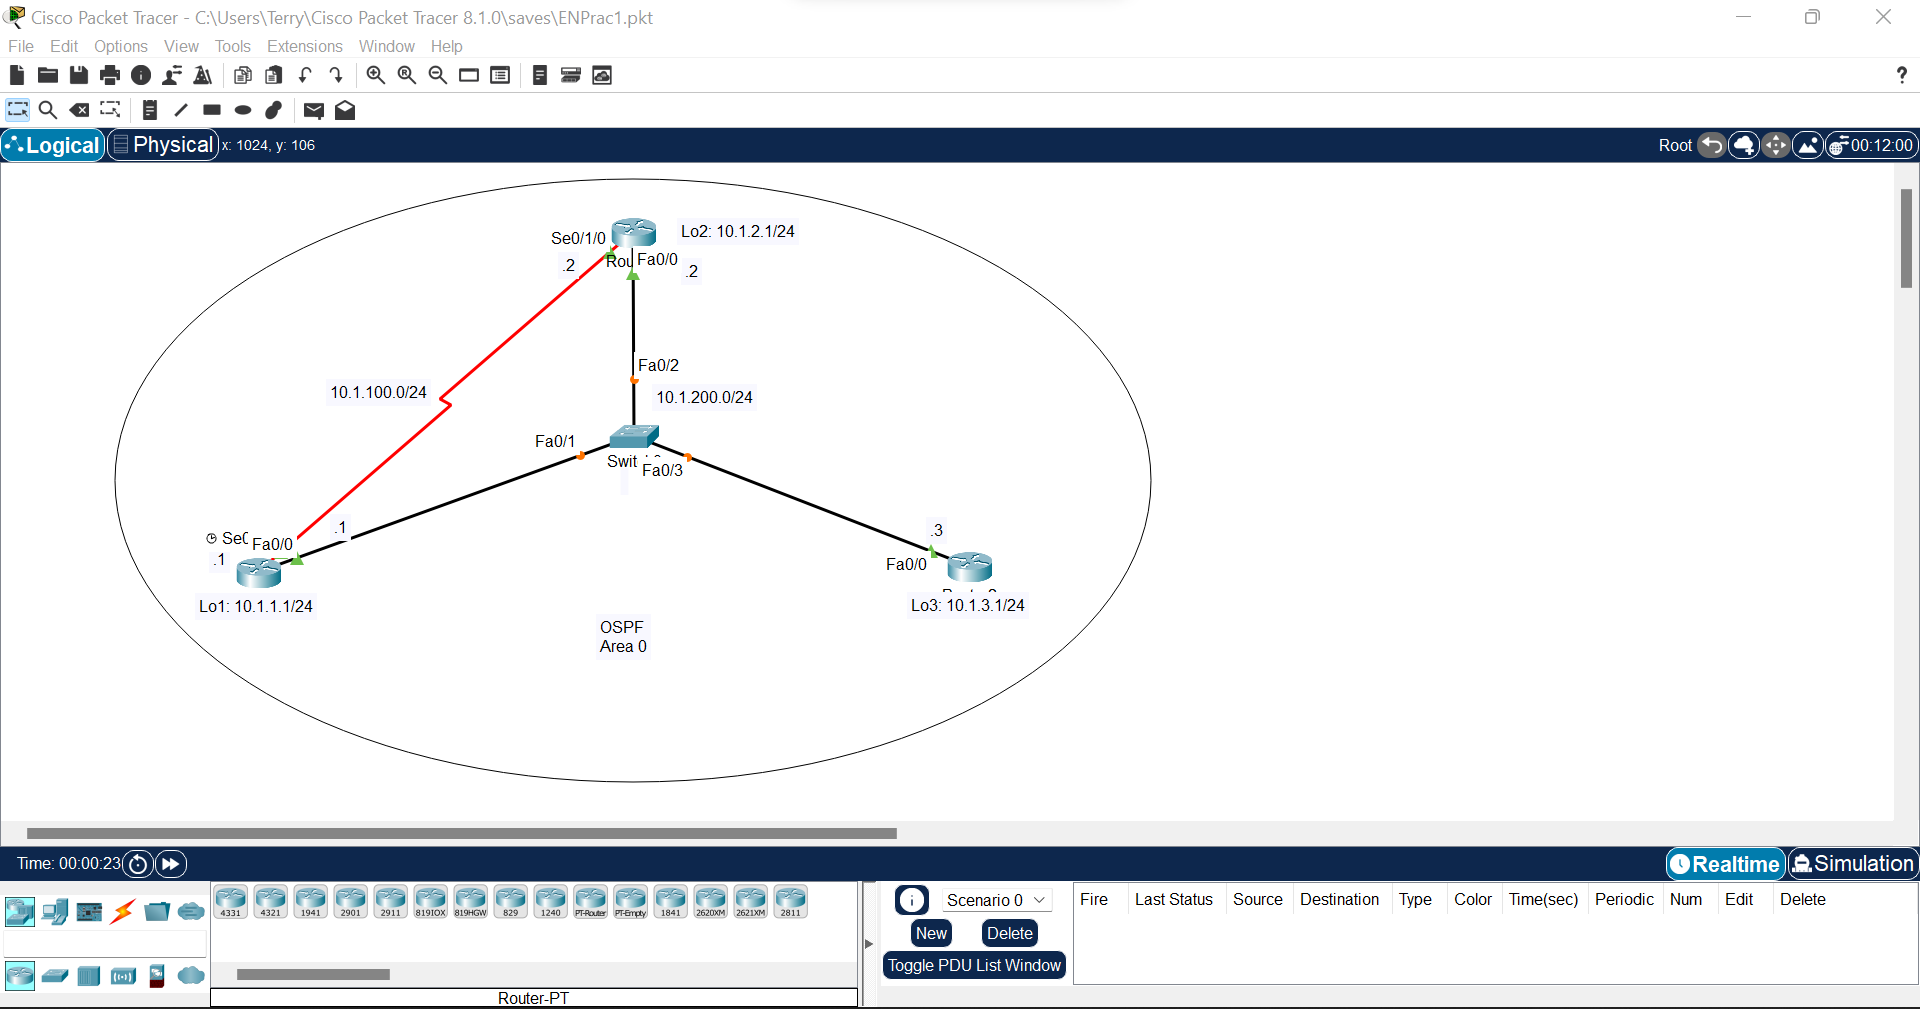 Cisco Packet Tracer - C:\Users\Terry\Cisco Packet Tracer 8.1.0\saves\ENPrac1.pkt
File Edit Options View Tools Extensions Window Help
?
Logical Physical x: 1024, y: 106 Root 00:12:00
Se0/1/0 Lo2: 10.1.2.1/24
.2 Rou Fa0/0 .2
Fa0/2
10.1.100.0/24 10.1.200.0/24
Fa0/1
Swit Fa0/3
.1 .3
Se0 Fa0/0
.1 Fa0/0
Lo1: 10.1.1.1/24 Lo3: 10.1.3.1/24
OSPF
Area 0
Time: 00:00:23 Realtime Simulation
4331 4321 1941 2901 2911 819IOX 819HGW 829 1240 PT-Router PT-Empty 1841 2620XM 2621XM 2811
Scenario 0
New Delete
Toggle PDU List Window
Fire Last Status Source Destination Type Color Time(sec) Periodic Num Edit Delete
Router-PT